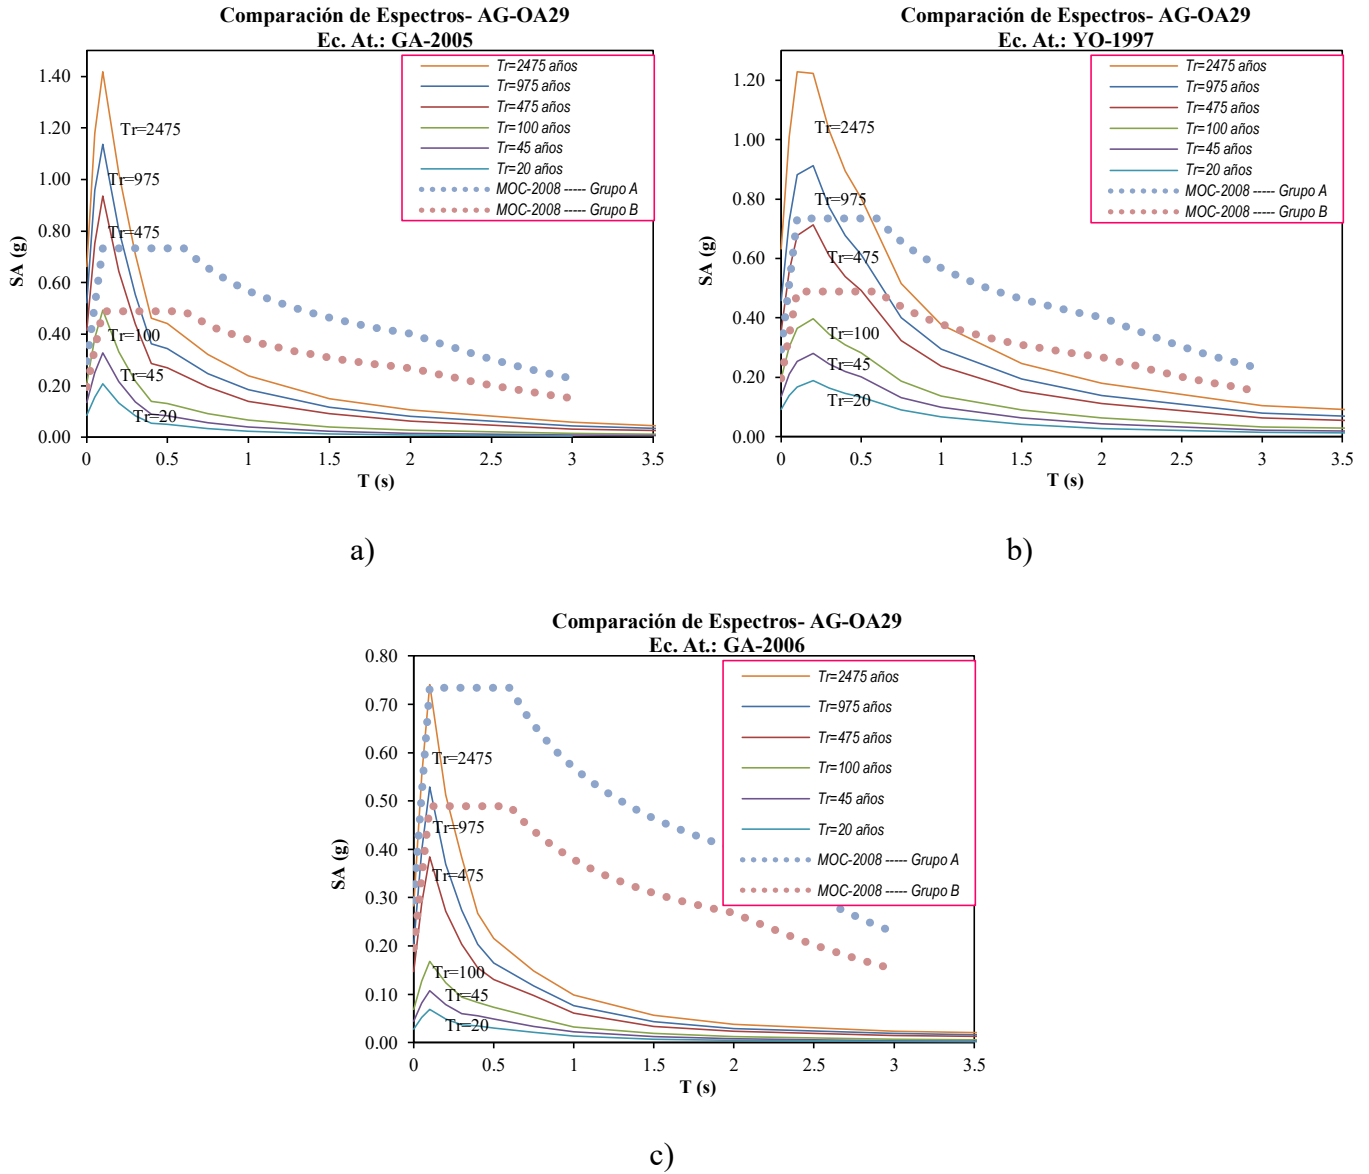 Comparación de Espectros- AG-OA29
Ec. At.: GA-2005
SA (g)
1.40
1.20
1.00
0.80
0.60
0.40
0.20
0.00
Tr=2475 años
Tr=975 años
Tr=475 años
Tr=100 años
Tr=45 años
Tr=20 años
MOC-2008 ----- Grupo A
MOC-2008 ----- Grupo B
Tr=2475
Tr=975
Tr=475
Tr=100
Tr=45
Tr=20
0 0.5 1 1.5 2 2.5 3 3.5
T (s)
a)
Comparación de Espectros- AG-OA29
Ec. At.: YO-1997
SA (g)
1.20
1.00
0.80
0.60
0.40
0.20
0.00
Tr=2475 años
Tr=975 años
Tr=475 años
Tr=100 años
Tr=45 años
Tr=20 años
MOC-2008 ----- Grupo A
MOC-2008 ----- Grupo B
Tr=2475
Tr=975
Tr=475
Tr=100
Tr=45
Tr=20
0 0.5 1 1.5 2 2.5 3 3.5
T (s)
b)
Comparación de Espectros- AG-OA29
Ec. At.: GA-2006
SA (g)
0.80
0.70
0.60
0.50
0.40
0.30
0.20
0.10
0.00
Tr=2475 años
Tr=975 años
Tr=475 años
Tr=100 años
Tr=45 años
Tr=20 años
MOC-2008 ----- Grupo A
MOC-2008 ----- Grupo B
Tr=2475
Tr=975
Tr=475
Tr=100
Tr=45
Tr=20
0 0.5 1 1.5 2 2.5 3 3.5
T (s)
c)